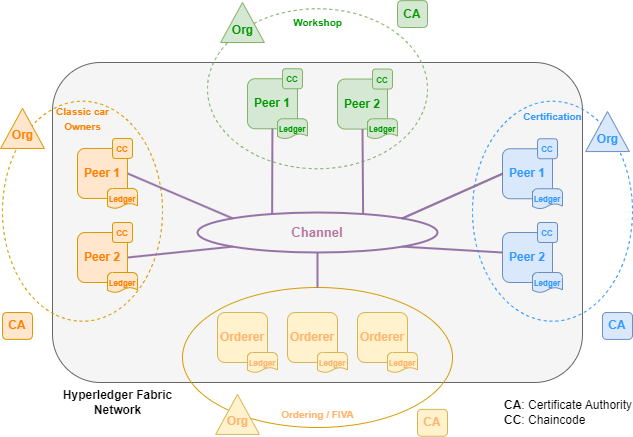 Org
Workshop
CA
CC
Peer 1
Ledger
CC
Peer 2
Ledger
Org
Classic car
Owners
CC
Peer 1
Ledger
CC
Peer 2
Ledger
CA
Certification
Org
CC
Peer 1
Ledger
CC
Peer 2
Ledger
CA
Channel
Orderer
Ledger
Orderer
Ledger
Orderer
Ledger
Org
Ordering / FIVA
CA
Hyperledger Fabric
Network
CA: Certificate Authority
CC: Chaincode